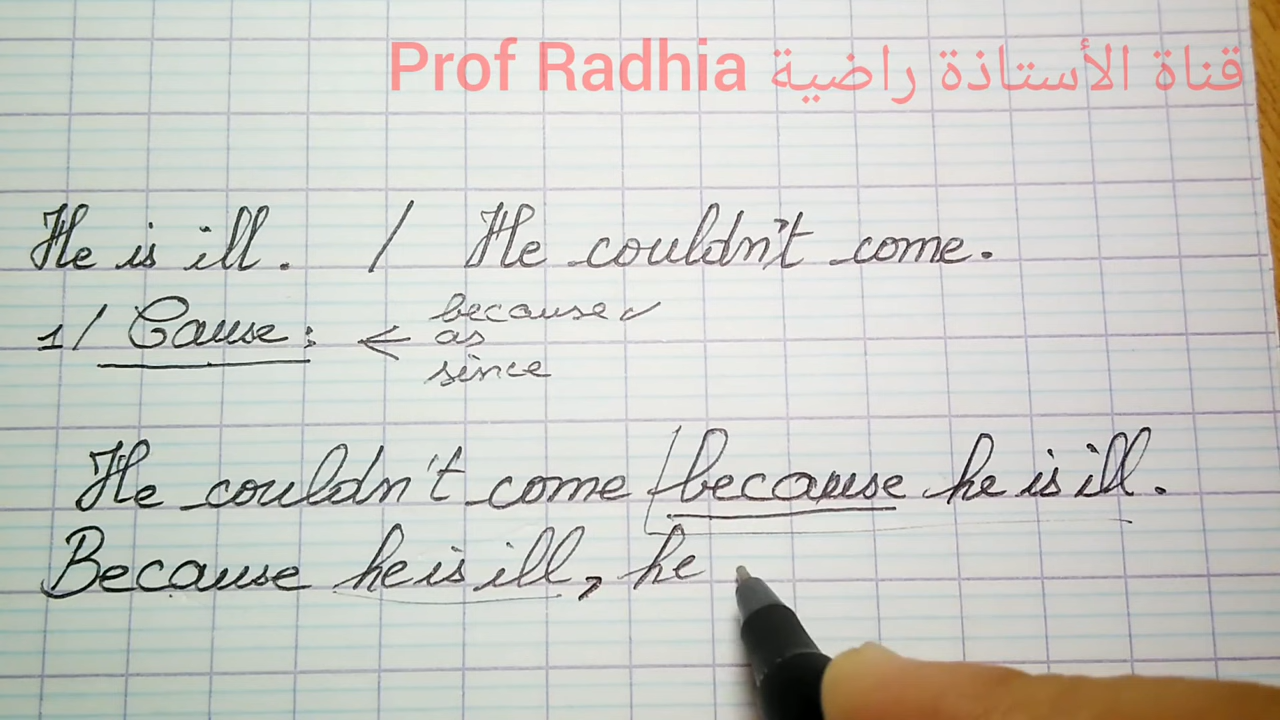 Prof Radhia قناة الأستاذة راضية
He is ill. / He couldn't come.
1/ Cause: ← because ✓
as
since
He couldn't come / because he is ill.
Because he is ill, he